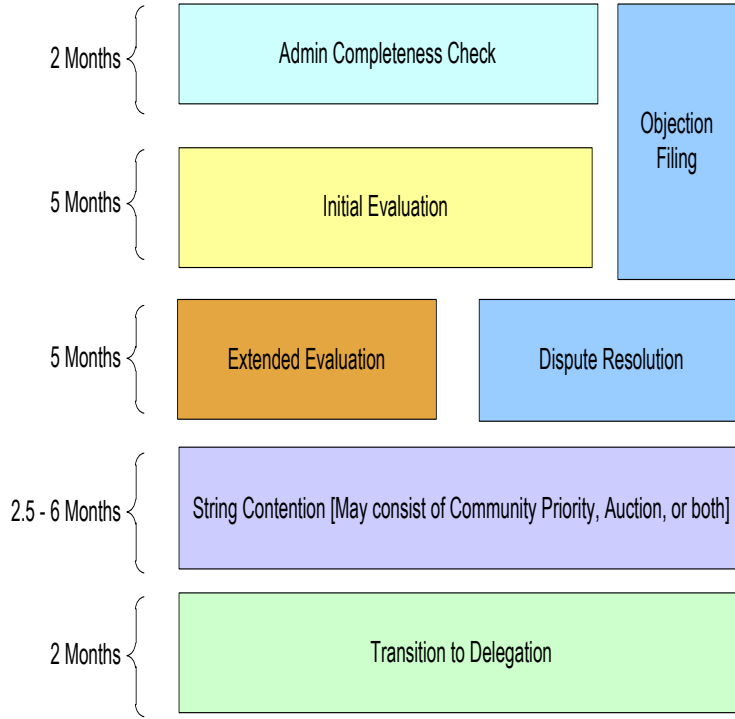 2 Months
Admin Completeness Check
Objection
Filing
5 Months
Initial Evaluation
5 Months
Extended Evaluation
Dispute Resolution
2.5 - 6 Months
String Contention [May consist of Community Priority, Auction, or both]
2 Months
Transition to Delegation